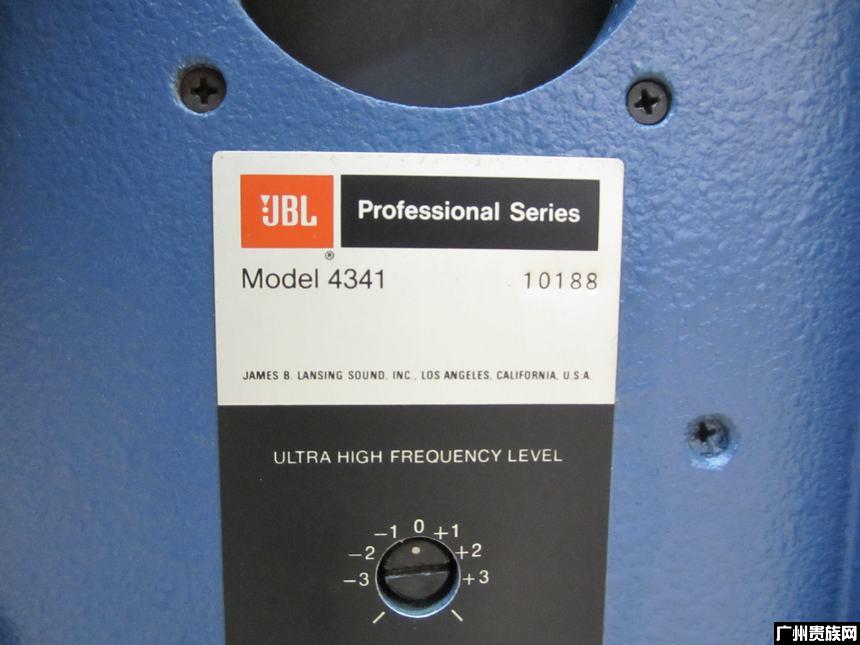 JBL Professional Series
®
Model 4341 10188
JAMES B. LANSING SOUND, INC., LOS ANGELES, CALIFORNIA, U.S.A.
ULTRA HIGH FREQUENCY LEVEL
−1 0 +1
−2 +2
−3 +3
广州贵族网